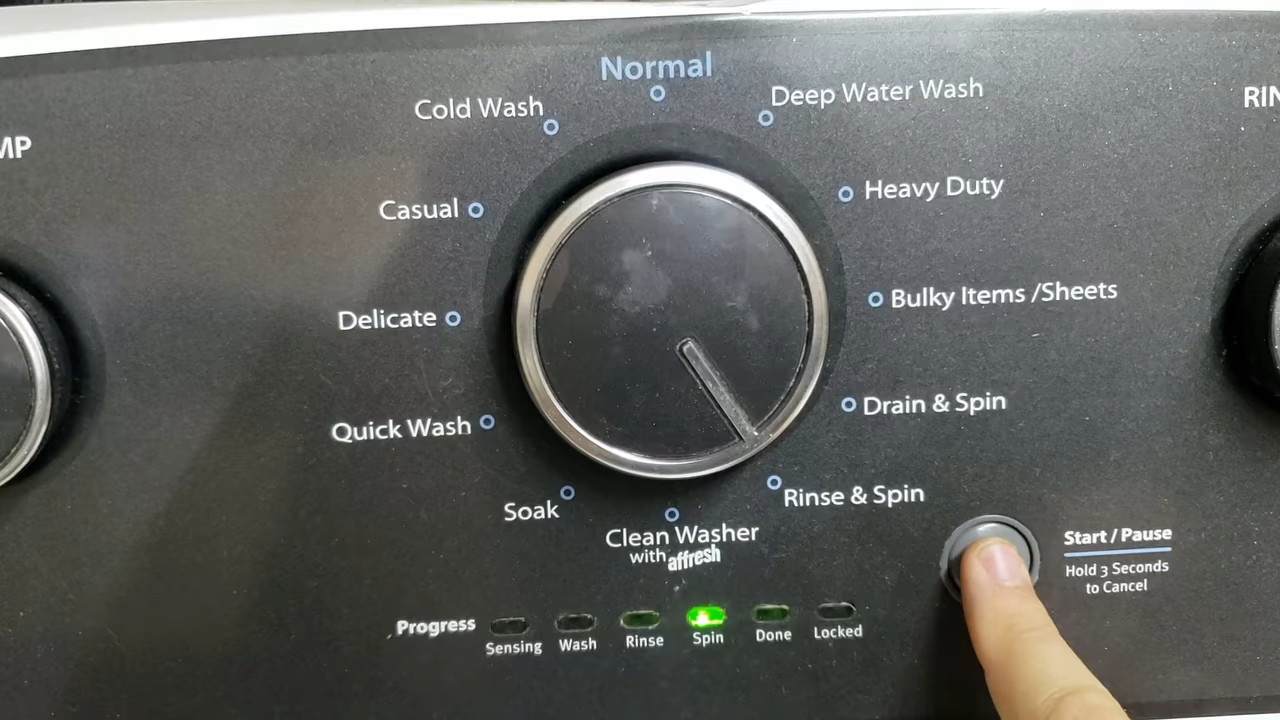 Normal
Cold Wash
Deep Water Wash
Casual
Heavy Duty
Delicate
Bulky Items /Sheets
Quick Wash
Drain & Spin
Soak
Rinse & Spin
Clean Washer
with affresh
Start / Pause
Hold 3 Seconds
to Cancel
Progress
Sensing
Wash
Rinse
Spin
Done
Locked
MP
RIN